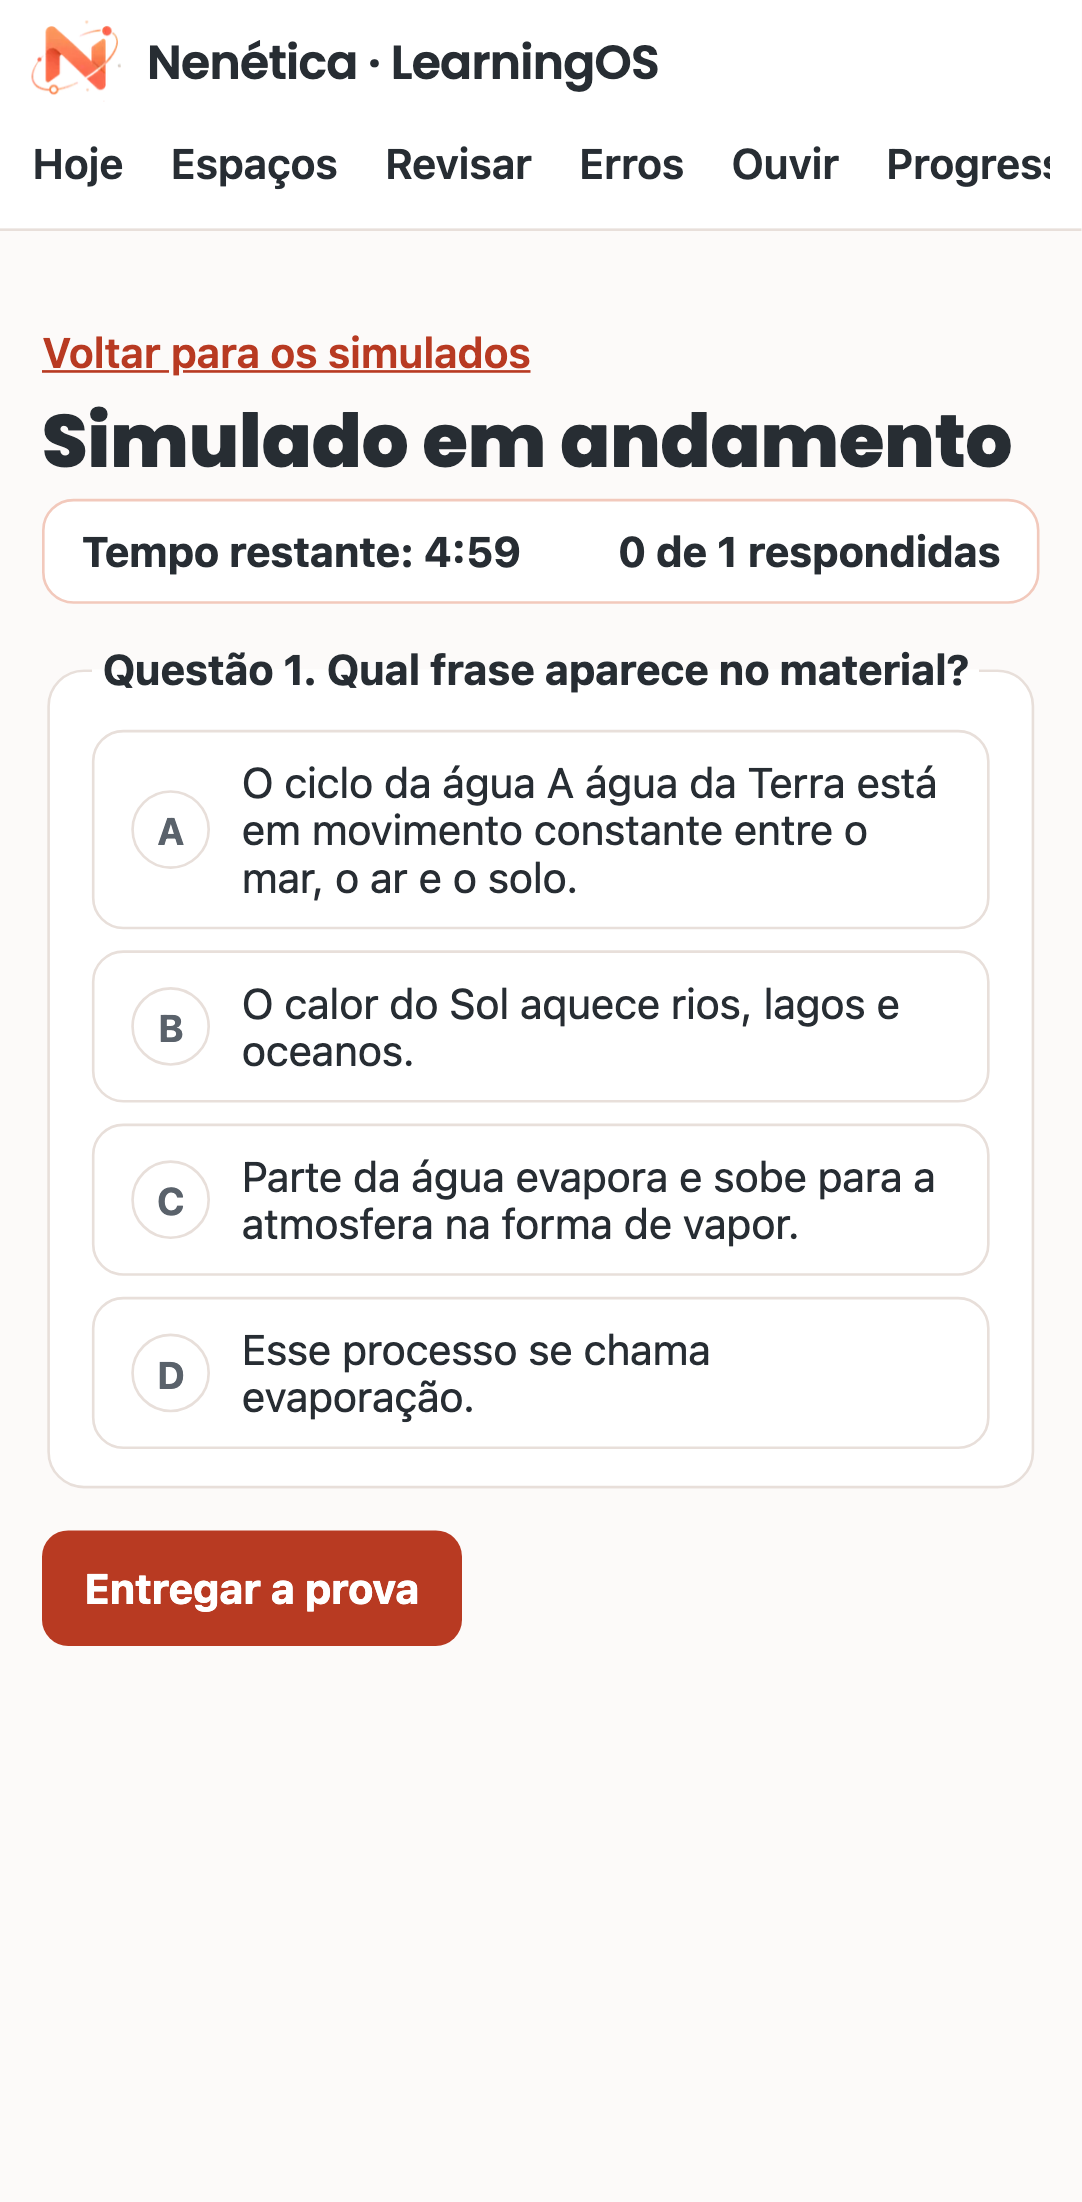 Nenética · LearningOS
Hoje Espaços Revisar Erros Ouvir Progress
Voltar para os simulados
Simulado em andamento
Tempo restante: 4:59 0 de 1 respondidas
Questão 1. Qual frase aparece no material?
A
O ciclo da água A água da Terra está
em movimento constante entre o
mar, o ar e o solo.
B
O calor do Sol aquece rios, lagos e
oceanos.
C
Parte da água evapora e sobe para a
atmosfera na forma de vapor.
D
Esse processo se chama
evaporação.
Entregar a prova